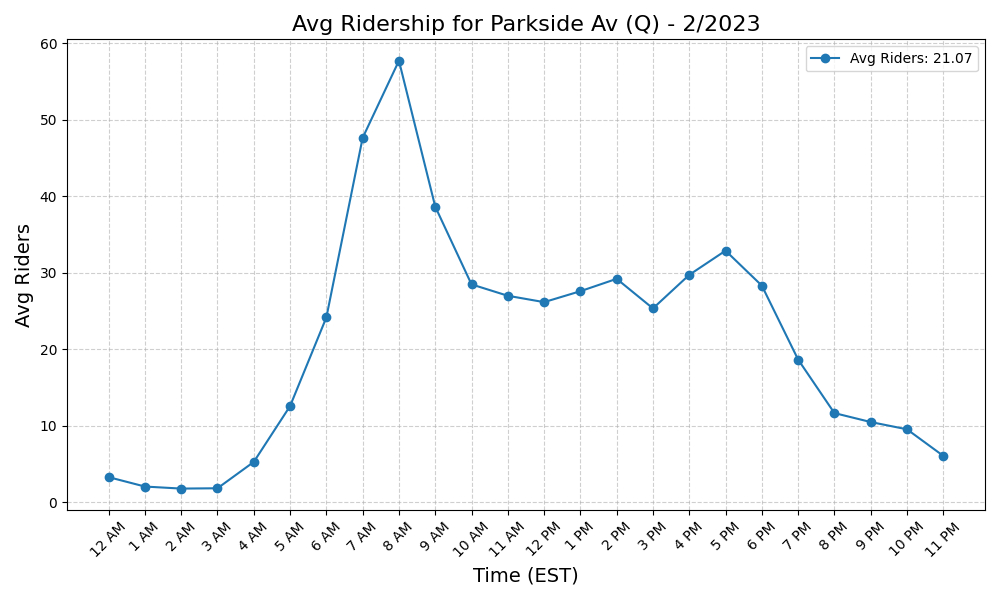 Avg Ridership for Parkside Av (Q) - 2/2023
Avg Riders: 21.07
Avg Riders
60
50
40
30
20
10
0
12 AM
1 AM
2 AM
3 AM
4 AM
5 AM
6 AM
7 AM
8 AM
9 AM
10 AM
11 AM
12 PM
1 PM
2 PM
3 PM
4 PM
5 PM
6 PM
7 PM
8 PM
9 PM
10 PM
11 PM
Time (EST)